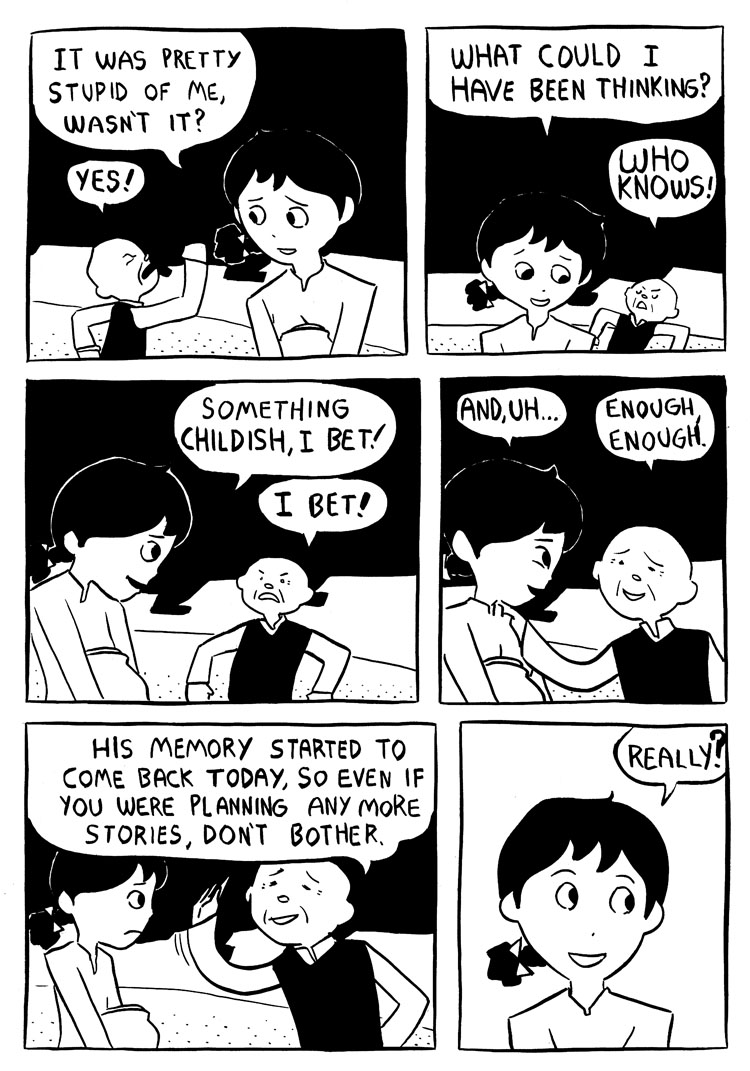 IT WAS PRETTY
STUPID OF ME,
WASN'T IT?
YES!
WHAT COULD I
HAVE BEEN THINKING?
WHO
KNOWS!
SOMETHING
CHILDISH, I BET!
I BET!
AND, UH...
ENOUGH,
ENOUGH.
HIS MEMORY STARTED TO
COME BACK TODAY, SO EVEN IF
YOU WERE PLANNING ANY MORE
STORIES, DON'T BOTHER.
REALLY?